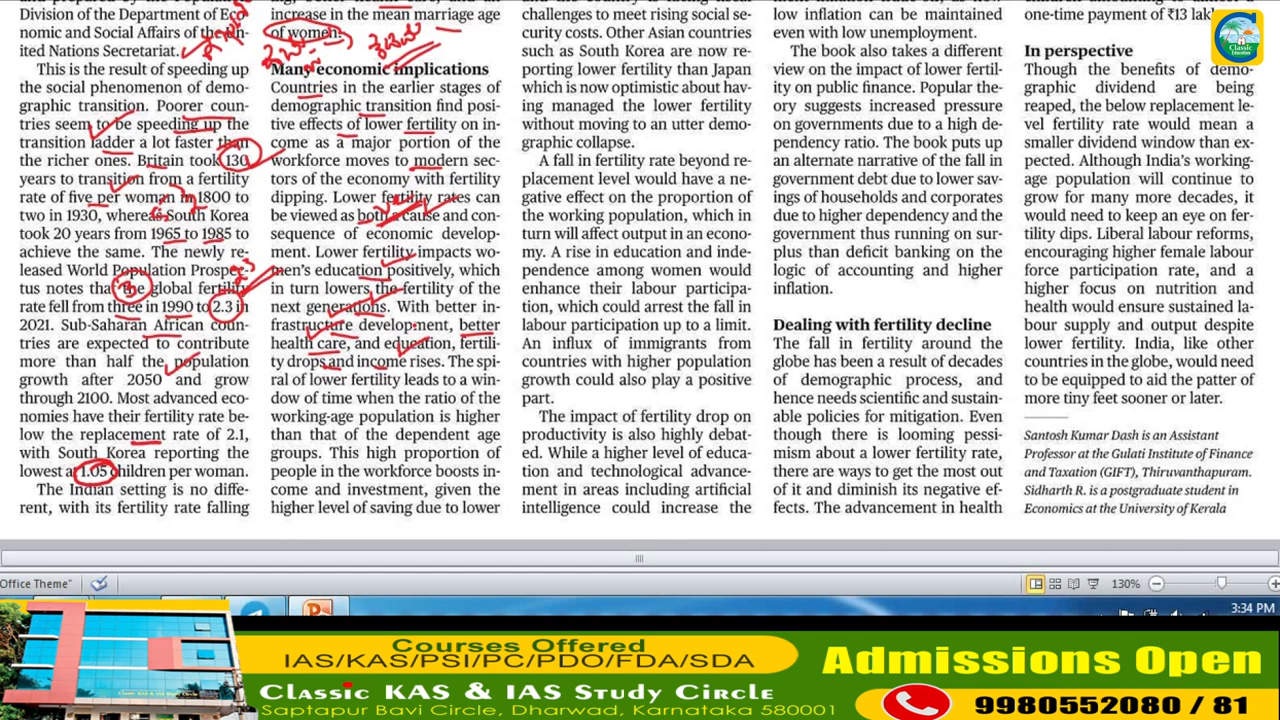 and prepared by the Population
Division of the Department of Eco-
nomic and Social Affairs of the
nited Nations Secretariat.
This is the result of speeding up
the social phenomenon of demo-
graphic transition. Poorer coun-
tries seem to be speeding up the
transition ladder a lot faster than
the richer ones. Britain took 130
years to transition from a fertility
rate of five per woman in 1800 to
two in 1930, whereas South Korea
took 20 years from 1965 to 1985 to
achieve the same. The newly re-
leased World Population Prospec-
tus notes that the global fertility
rate fell from three in 1990 to 2.3 in
2021. Sub-Saharan African coun-
tries are expected to contribute
more than half the population
growth after 2050 and grow
through 2100. Most advanced eco-
nomies have their fertility rate be-
low the replacement rate of 2.1,
with South Korea reporting the
lowest at 1.05 children per woman.
The Indian setting is no diffe-
rent, with its fertility rate falling
increase in the mean marriage age
of women.
Many economic implications
Countries in the earlier stages of
demographic transition find posi-
tive effects of lower fertility on in-
come as a major portion of the
workforce moves to modern sec-
tors of the economy with fertility
dipping. Lower fertility rates can
be viewed as both a cause and con-
sequence of economic develop-
ment. Lower fertility impacts wo-
men's education positively, which
in turn lowers the fertility of the
next generations. With better in-
frastructure development, better
health care, and education, fertili-
ty drops and income rises. The spi-
ral of lower fertility leads to a win-
dow of time when the ratio of the
working-age population is higher
than that of the dependent age
groups. This high proportion of
people in the workforce boosts in-
come and investment, given the
higher level of saving due to lower
challenges to meet rising social se-
curity costs. Other Asian countries
such as South Korea are now re-
porting lower fertility than Japan
which is now optimistic about hav-
ing managed the lower fertility
without moving to an utter demo-
graphic collapse.
A fall in fertility rate beyond re-
placement level would have a ne-
gative effect on the proportion of
the working population, which in
turn will affect output in an econo-
my. A rise in education and inde-
pendence among women would
enhance their labour participa-
tion, which could arrest the fall in
labour participation up to a limit.
An influx of immigrants from
countries with higher population
growth could also play a positive
part.
The impact of fertility drop on
productivity is also highly debat-
ed. While a higher level of educa-
tion and technological advance-
ment in areas including artificial
intelligence could increase the
low inflation can be maintained
even with low unemployment.
The book also takes a different
view on the impact of lower fertil-
ity on public finance. Popular the-
ory suggests increased pressure
on governments due to a high de-
pendency ratio. The book puts up
an alternate narrative of the fall in
government debt due to lower sav-
ings of households and corporates
due to higher dependency and the
government thus running on sur-
plus than deficit banking on the
logic of accounting and higher
inflation.
Dealing with fertility decline
The fall in fertility around the
globe has been a result of decades
of demographic process, and
hence needs scientific and sustain-
able policies for mitigation. Even
though there is looming pessi-
mism about a lower fertility rate,
there are ways to get the most out
of it and diminish its negative ef-
fects. The advancement in health
one-time payment of ₹13 lak
In perspective
Though the benefits of demo-
graphic dividend are being
reaped, the below replacement le-
vel fertility rate would mean a
smaller dividend window than ex-
pected. Although India's working-
age population will continue to
grow for many more decades, it
would need to keep an eye on fer-
tility dips. Liberal labour reforms,
encouraging higher female labour
force participation rate, and a
higher focus on nutrition and
health would ensure sustained la-
bour supply and output despite
lower fertility. India, like other
countries in the globe, would need
to be equipped to aid the patter of
more tiny feet sooner or later.
Santosh Kumar Dash is an Assistant
Professor at the Gulati Institute of Finance
and Taxation (GIFT), Thiruvanthapuram.
Sidharth R. is a postgraduate student in
Economics at the University of Kerala
Classic
Education
3
Office Theme"
130%
3:34 PM
Courses Offered
IAS/KAS/PSI/PC/PDO/FDA/SDA
Classic KAS & IAS Study Circle
Saptapur Bavi Circle, Dharwad, Karnataka 580001
Admissions Open
9980552080 / 81